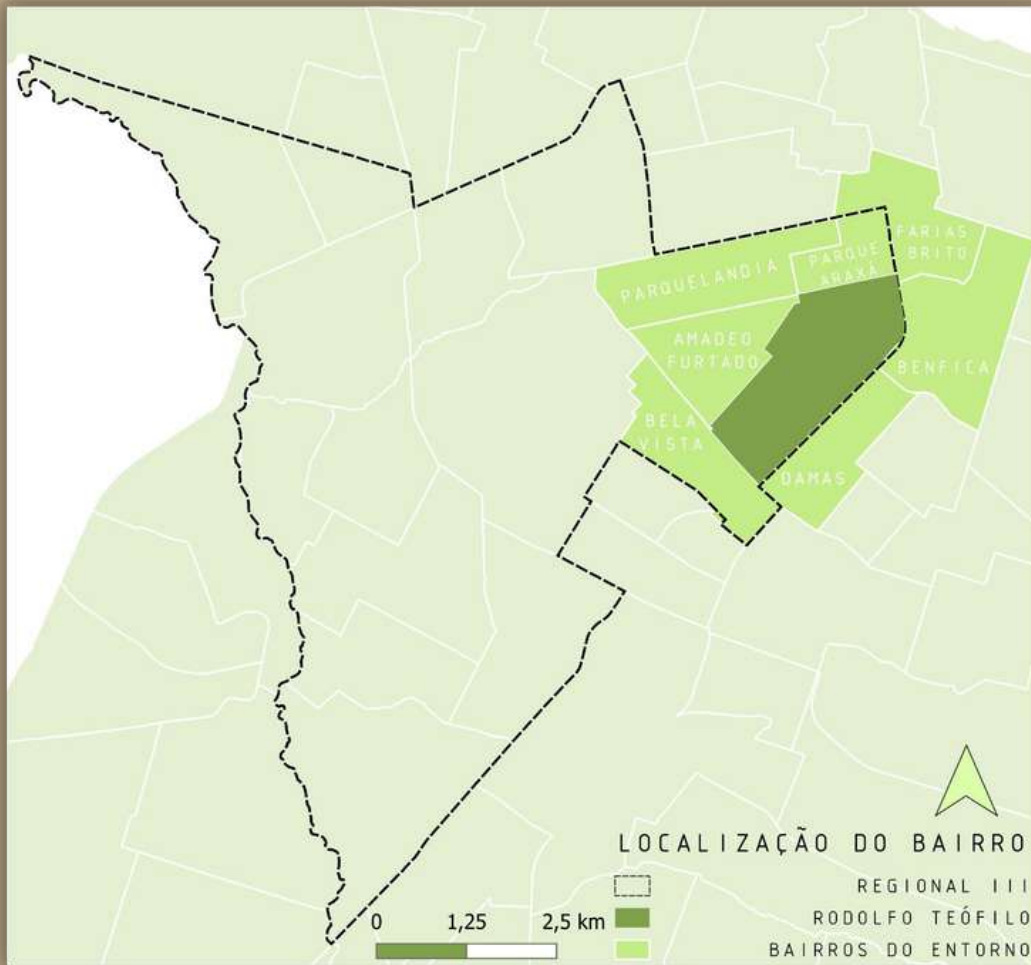 FARIAS
BRITO
PARQUE
ARAXÁ
PARQUELANDIA
AMADEO
FURTADO
BENFICA
BELA
VISTA
DAMAS
LOCALIZAÇÃO DO BAIRRO
REGIONAL III
RODOLFO TEÓFILO
BAIRROS DO ENTORNO
0 1,25 2,5 km